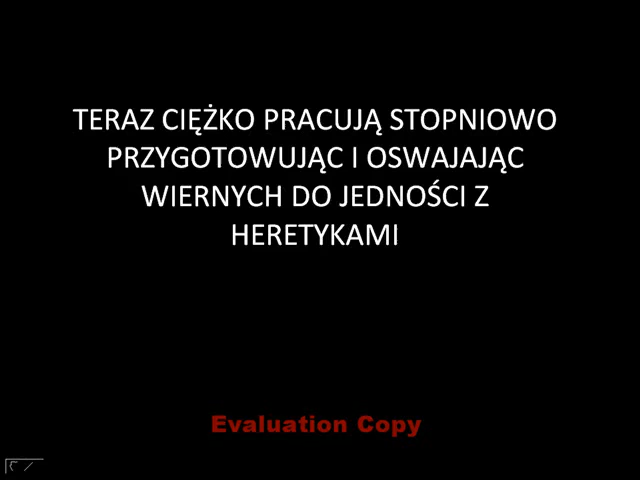 TERAZ CIĘŻKO PRACUJĄ STOPNIOWO
PRZYGOTOWUJĄC I OSWAJAJĄC
WIERNYCH DO JEDNOŚCI Z
HERETYKAMI
Evaluation Copy